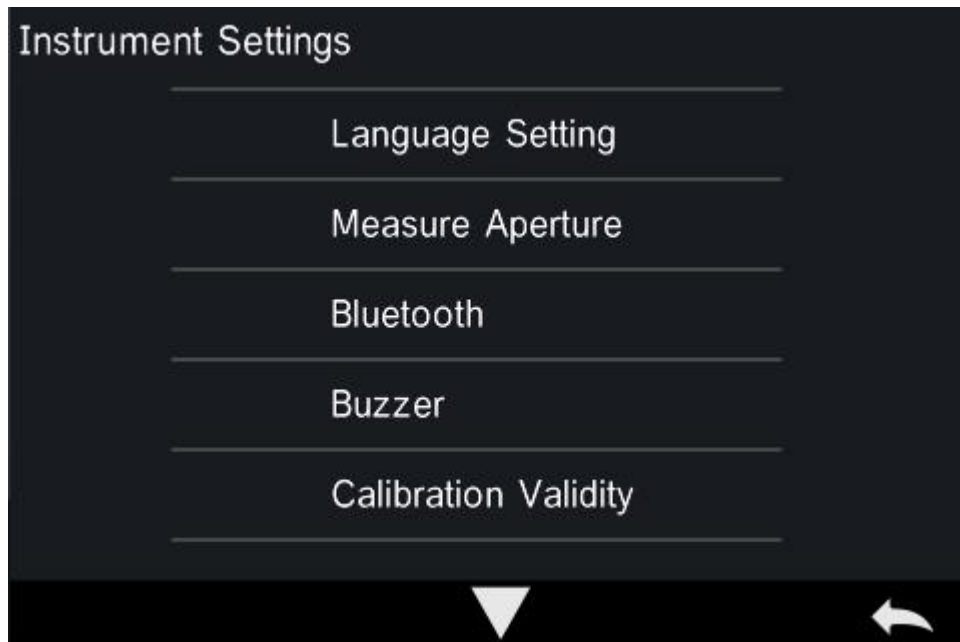 Instrument Settings
Language Setting
Measure Aperture
Bluetooth
Buzzer
Calibration Validity